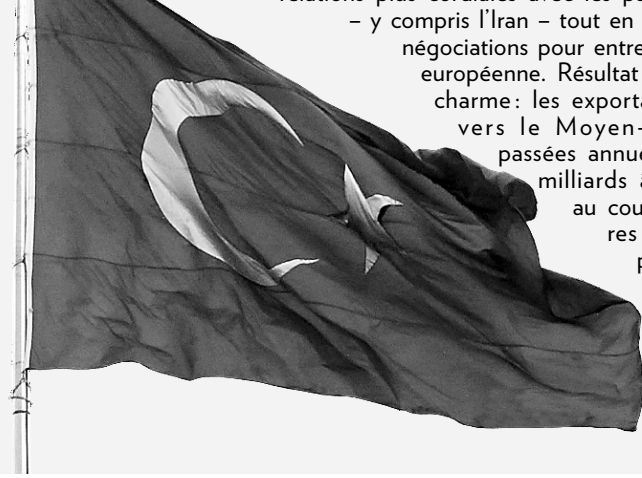 relations plus cordiales avec les
– y compris l'Iran – tout en
négociations pour entre
européenne. Résultat
charme : les exporta
vers le Moyen-
passées annue
milliards
au cou
res
p